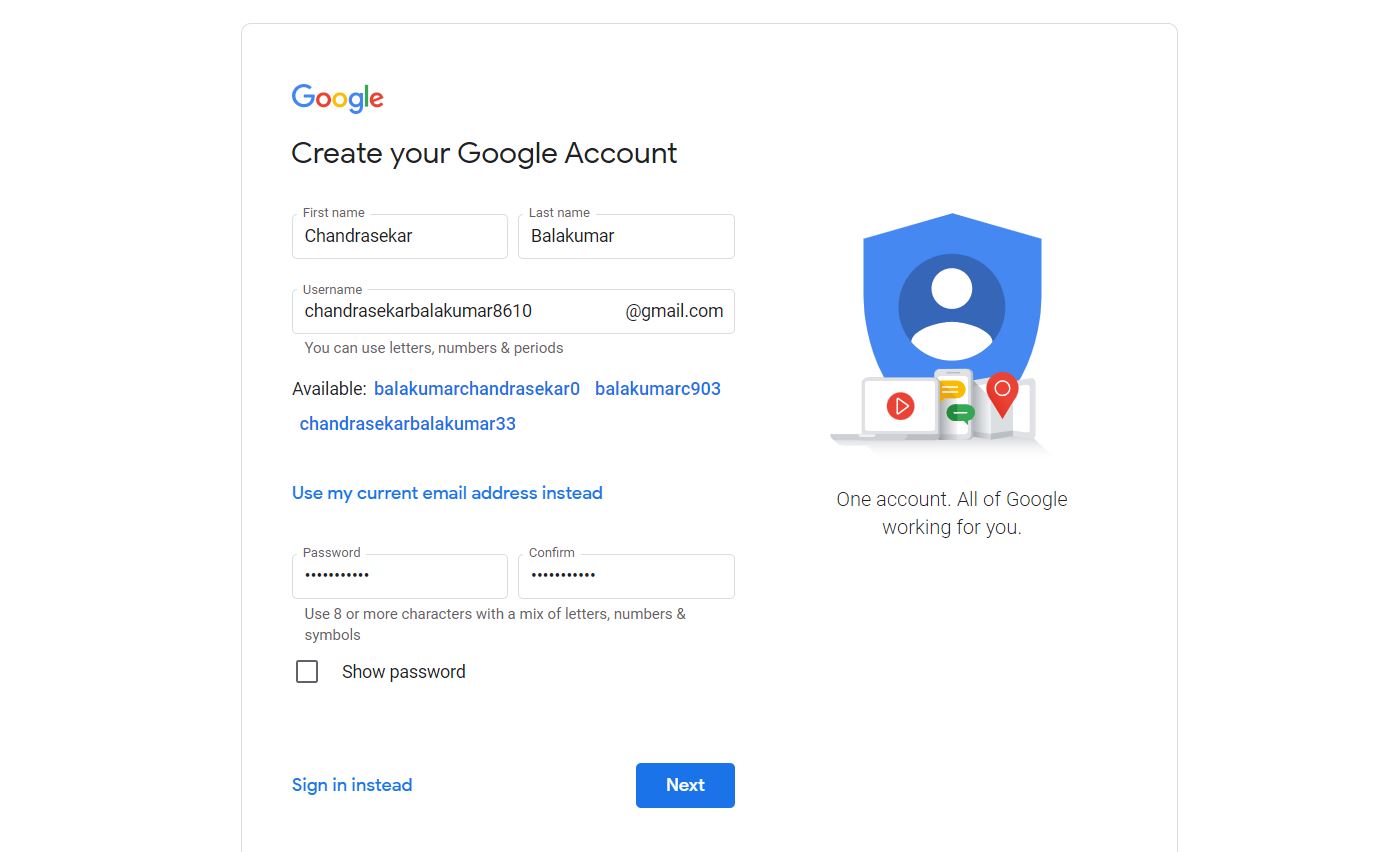 Google
Create your Google Account
First name
Last name
Chandrasekar
Balakumar
Username
chandrasekarbalakumar8610 @gmail.com
You can use letters, numbers & periods
Available: balakumarchandrasekar0 balakumarc903
chandrasekarbalakumar33
Use my current email address instead
Password
Confirm
•••••••••••
•••••••••••
Use 8 or more characters with a mix of letters, numbers &
symbols
Show password
Sign in instead
Next
One account. All of Google
working for you.